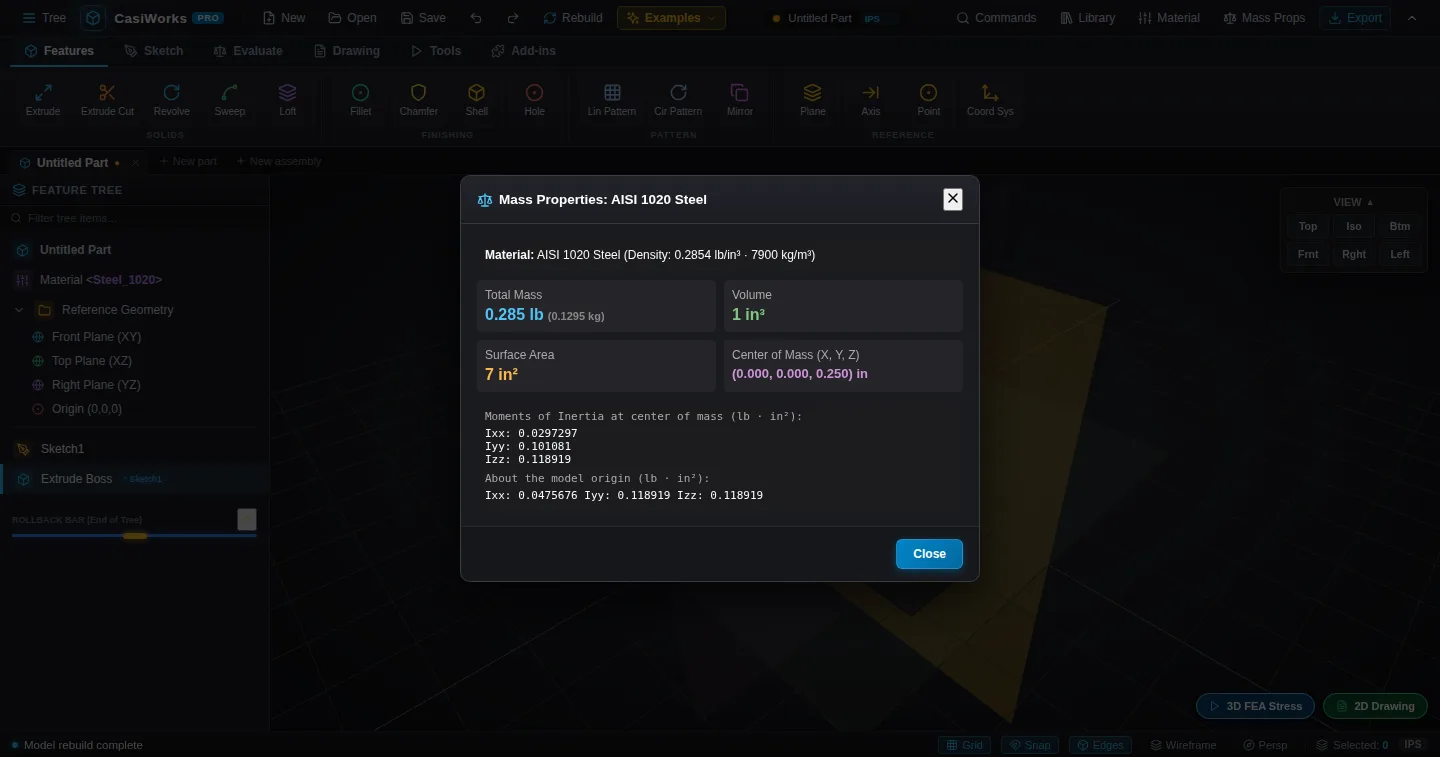 Tree CasiWorks PRO New Open Save Rebuild Examples Untitled Part IPS Commands Library Material Mass Props Export
Features Sketch Evaluate Drawing Tools Add-ins
Extrude Extrude Cut Revolve Sweep Loft Fillet Chamfer Shell Hole Lin Pattern Cir Pattern Mirror Plane Axis Point Coord Sys
SOLIDS FINISHING PATTERN REFERENCE
Untitled Part • × + New part + New assembly
FEATURE TREE
Filter tree items...
Untitled Part
Material <Steel_1020>
Reference Geometry
Front Plane (XY)
Top Plane (XZ)
Right Plane (YZ)
Origin (0,0,0)
Sketch1
Extrude Boss ↑ Sketch1
ROLLBACK BAR (End of Tree)
Mass Properties: AISI 1020 Steel
Material: AISI 1020 Steel (Density: 0.2854 lb/in³ · 7900 kg/m³)
Total Mass
0.285 lb (0.1295 kg)
Volume
1 in³
Surface Area
7 in²
Center of Mass (X, Y, Z)
(0.000, 0.000, 0.250) in
Moments of Inertia at center of mass (lb · in²):
Ixx: 0.0297297
Iyy: 0.101081
Izz: 0.118919
About the model origin (lb · in²):
Ixx: 0.0475676 Iyy: 0.118919 Izz: 0.118919
Close
VIEW ▲
Top Iso Btm
Frnt Rght Left
3D FEA Stress 2D Drawing
Model rebuild complete Grid Snap Edges Wireframe Persp Selected: 0 IPS